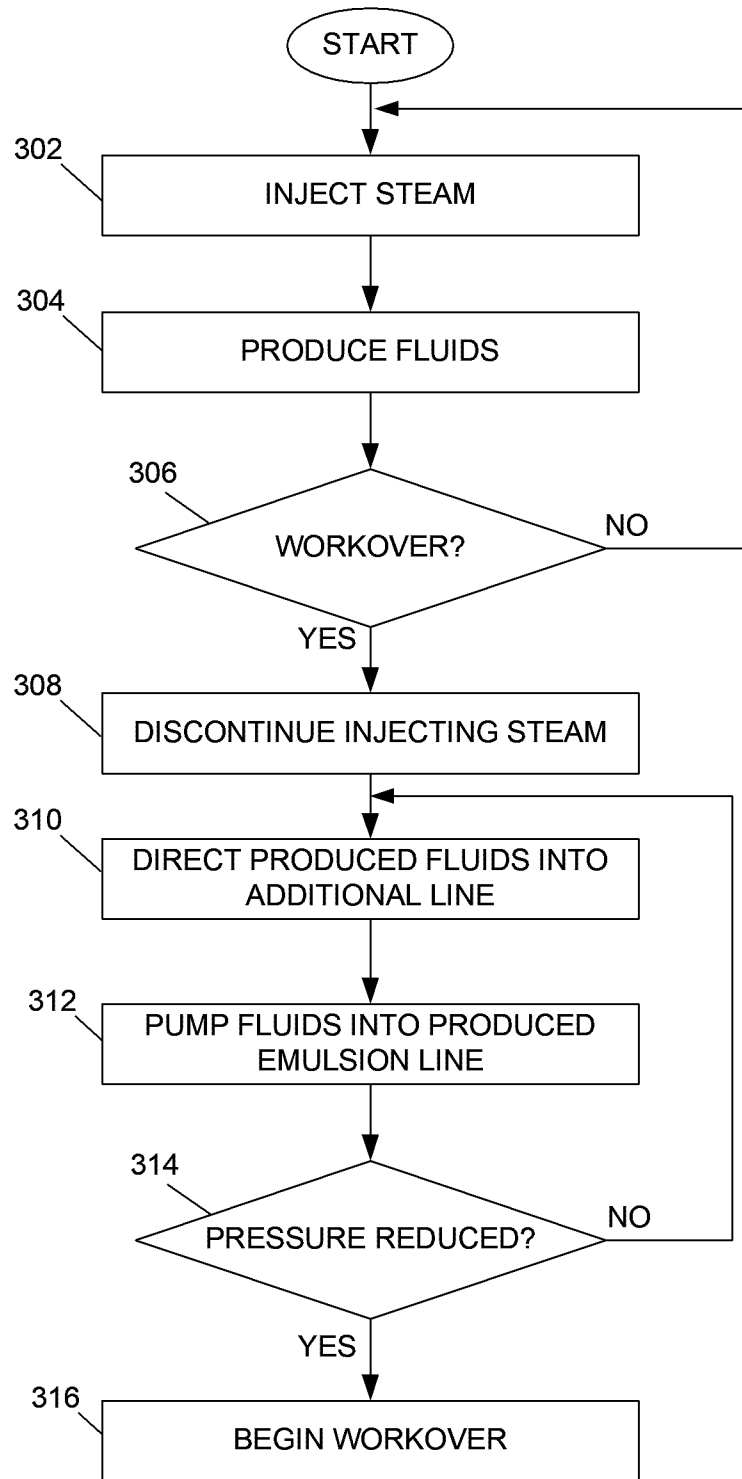 START
302
INJECT STEAM
304
PRODUCE FLUIDS
306
WORKOVER?
NO
YES
308
DISCONTINUE INJECTING STEAM
310
DIRECT PRODUCED FLUIDS INTO
ADDITIONAL LINE
312
PUMP FLUIDS INTO PRODUCED
EMULSION LINE
314
PRESSURE REDUCED?
NO
YES
316
BEGIN WORKOVER